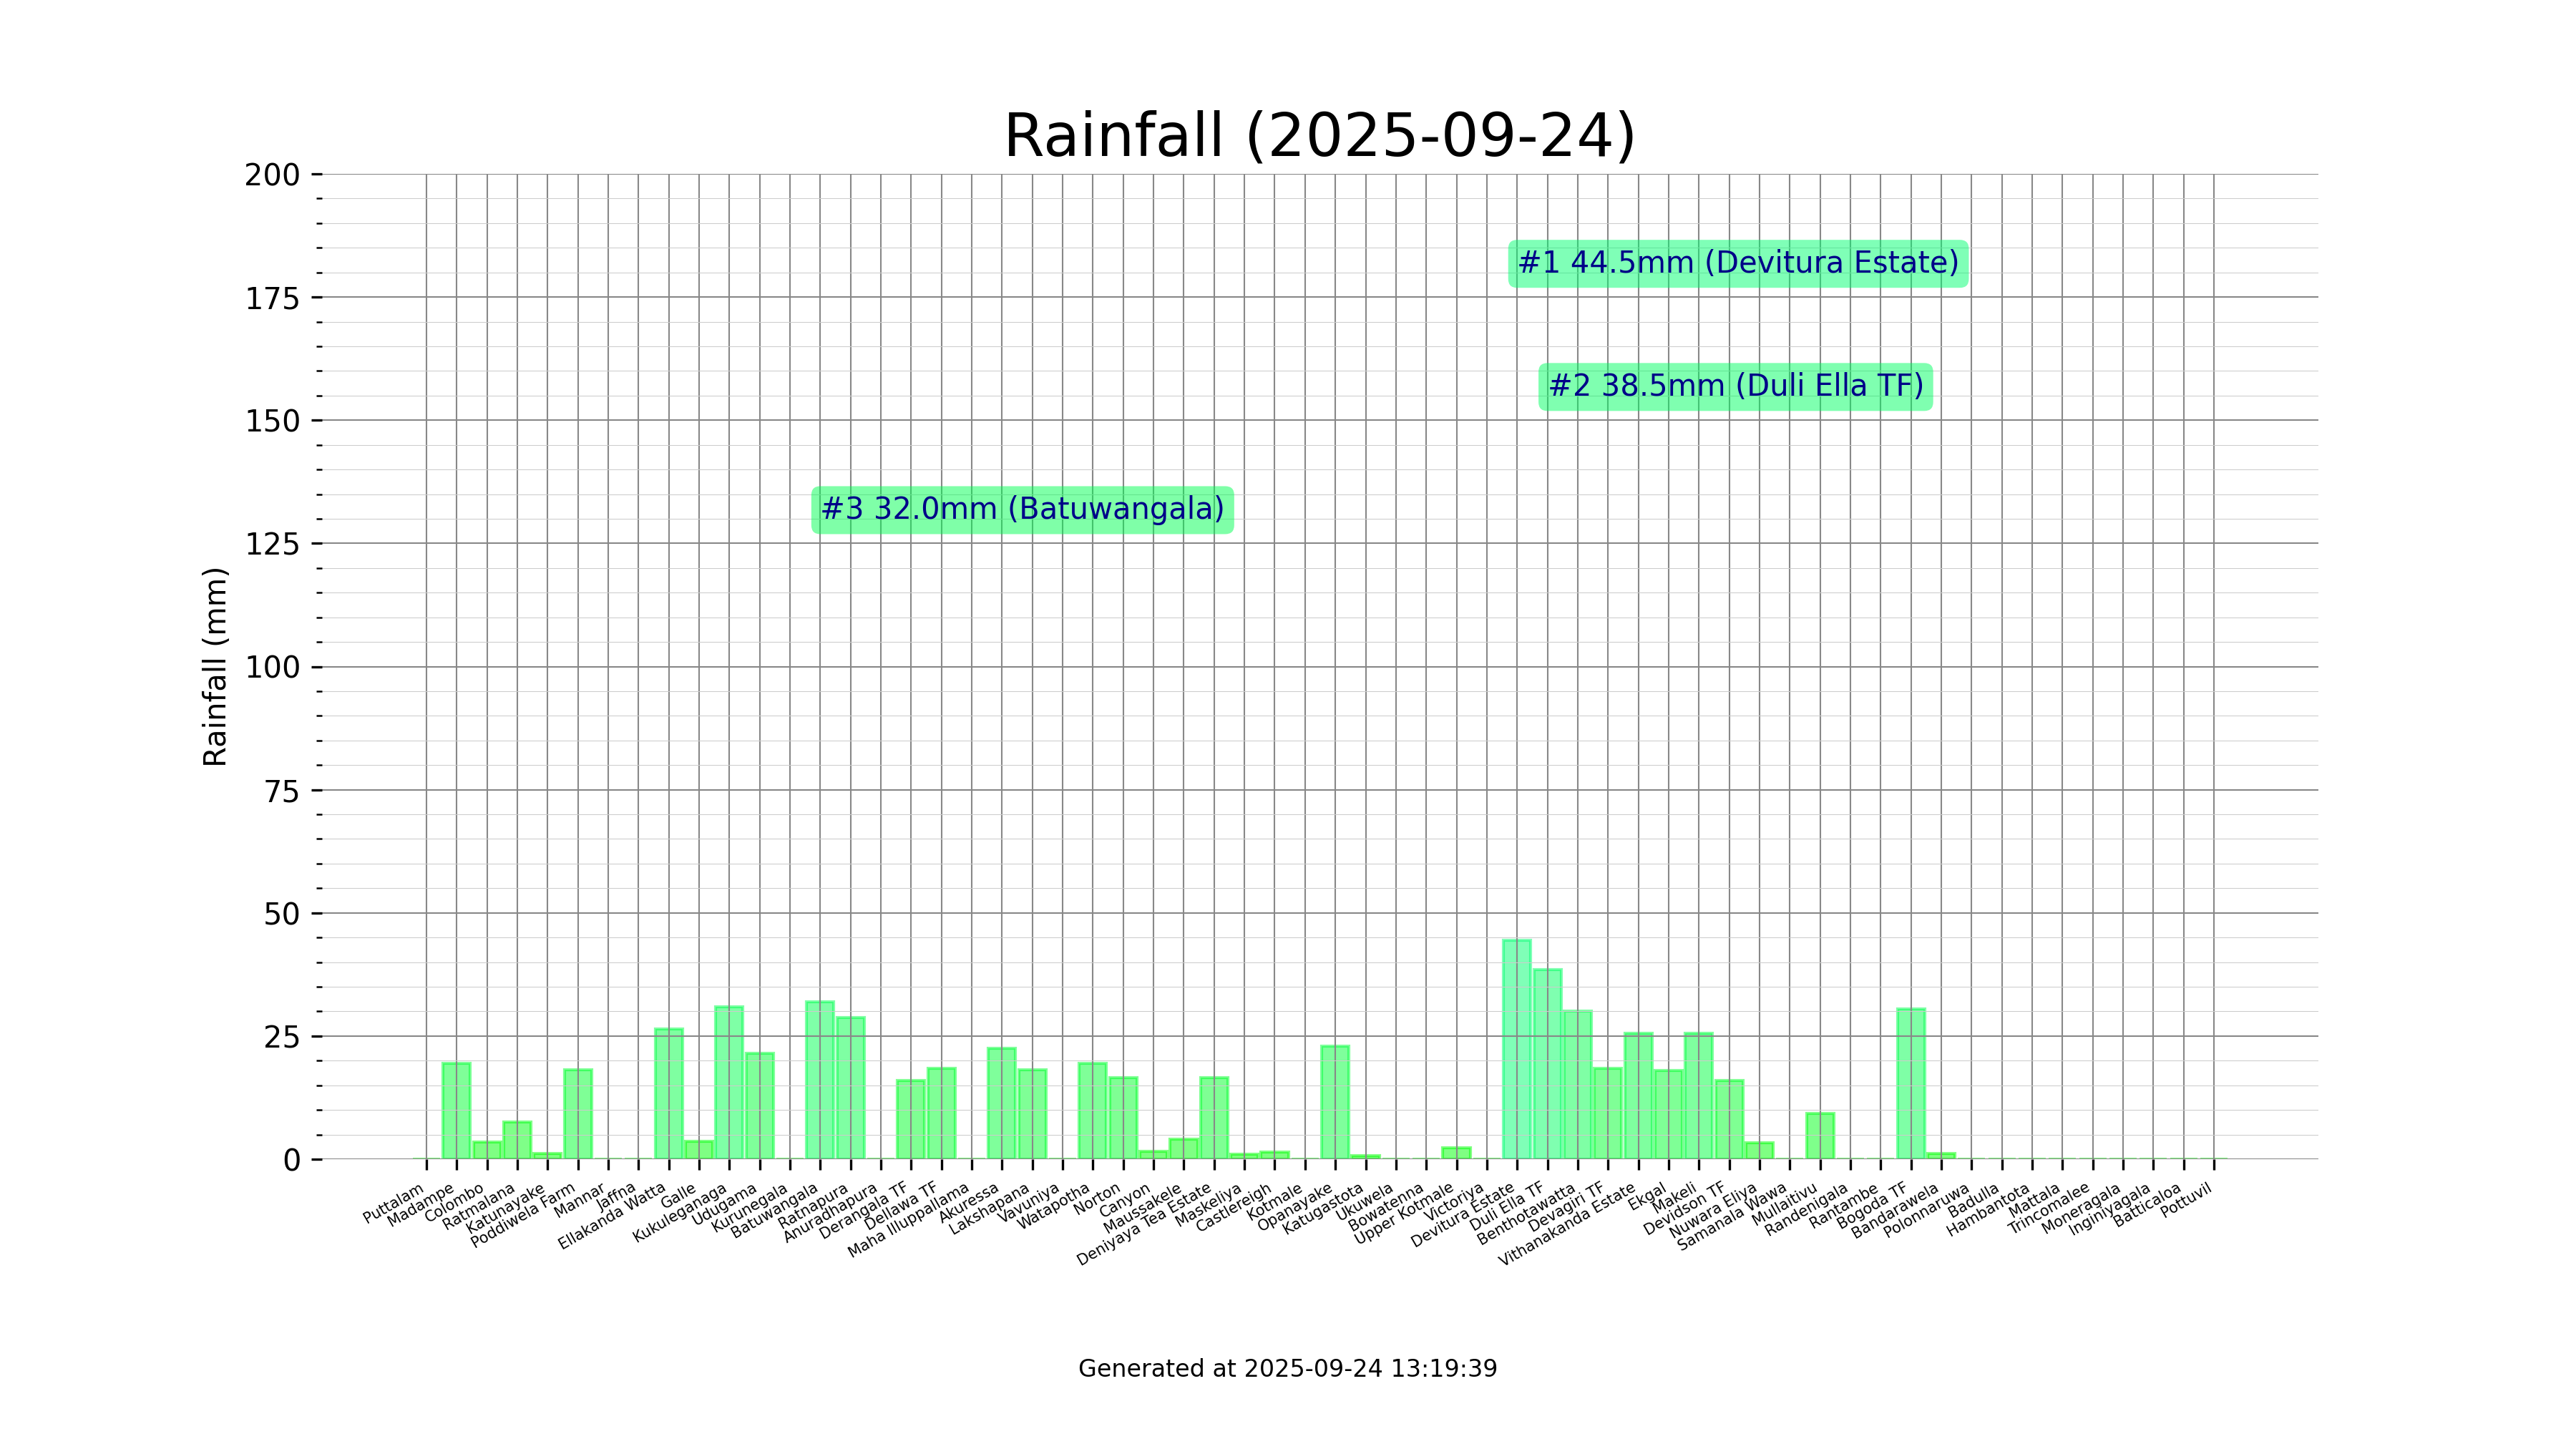 Rainfall (2025-09-24)
Rainfall (mm)
200
175
150
125
100
75
50
25
0
#1 44.5mm (Devitura Estate)
#2 38.5mm (Duli Ella TF)
#3 32.0mm (Batuwangala)
Puttalam
Madampe
Colombo
Ratmalana
Katunayake
Poddiwela Farm
Mannar
Jaffna
Ellakanda Watta
Galle
Kukuleganaga
Udugama
Kurunegala
Batuwangala
Ratnapura
Anuradhapura
Derangala TF
Dellawa TF
Maha Illuppallama
Akuressa
Lakshapana
Vavuniya
Watapotha
Norton
Canyon
Maussakele
Deniyaya Tea Estate
Maskeliya
Castlereigh
Kotmale
Opanayake
Katugastota
Ukuwela
Bowatenna
Upper Kotmale
Victoriya
Devitura Estate
Duli Ella TF
Benthotawatta
Devagiri TF
Vithanakanda Estate
Ekgal
Makeli
Devidson TF
Nuwara Eliya
Samanala Wawa
Mullaitivu
Randenigala
Rantambe
Bogoda TF
Bandarawela
Polonnaruwa
Badulla
Hambantota
Mattala
Trincomalee
Moneragala
Inginiyagala
Batticaloa
Pottuvil
Generated at 2025-09-24 13:19:39